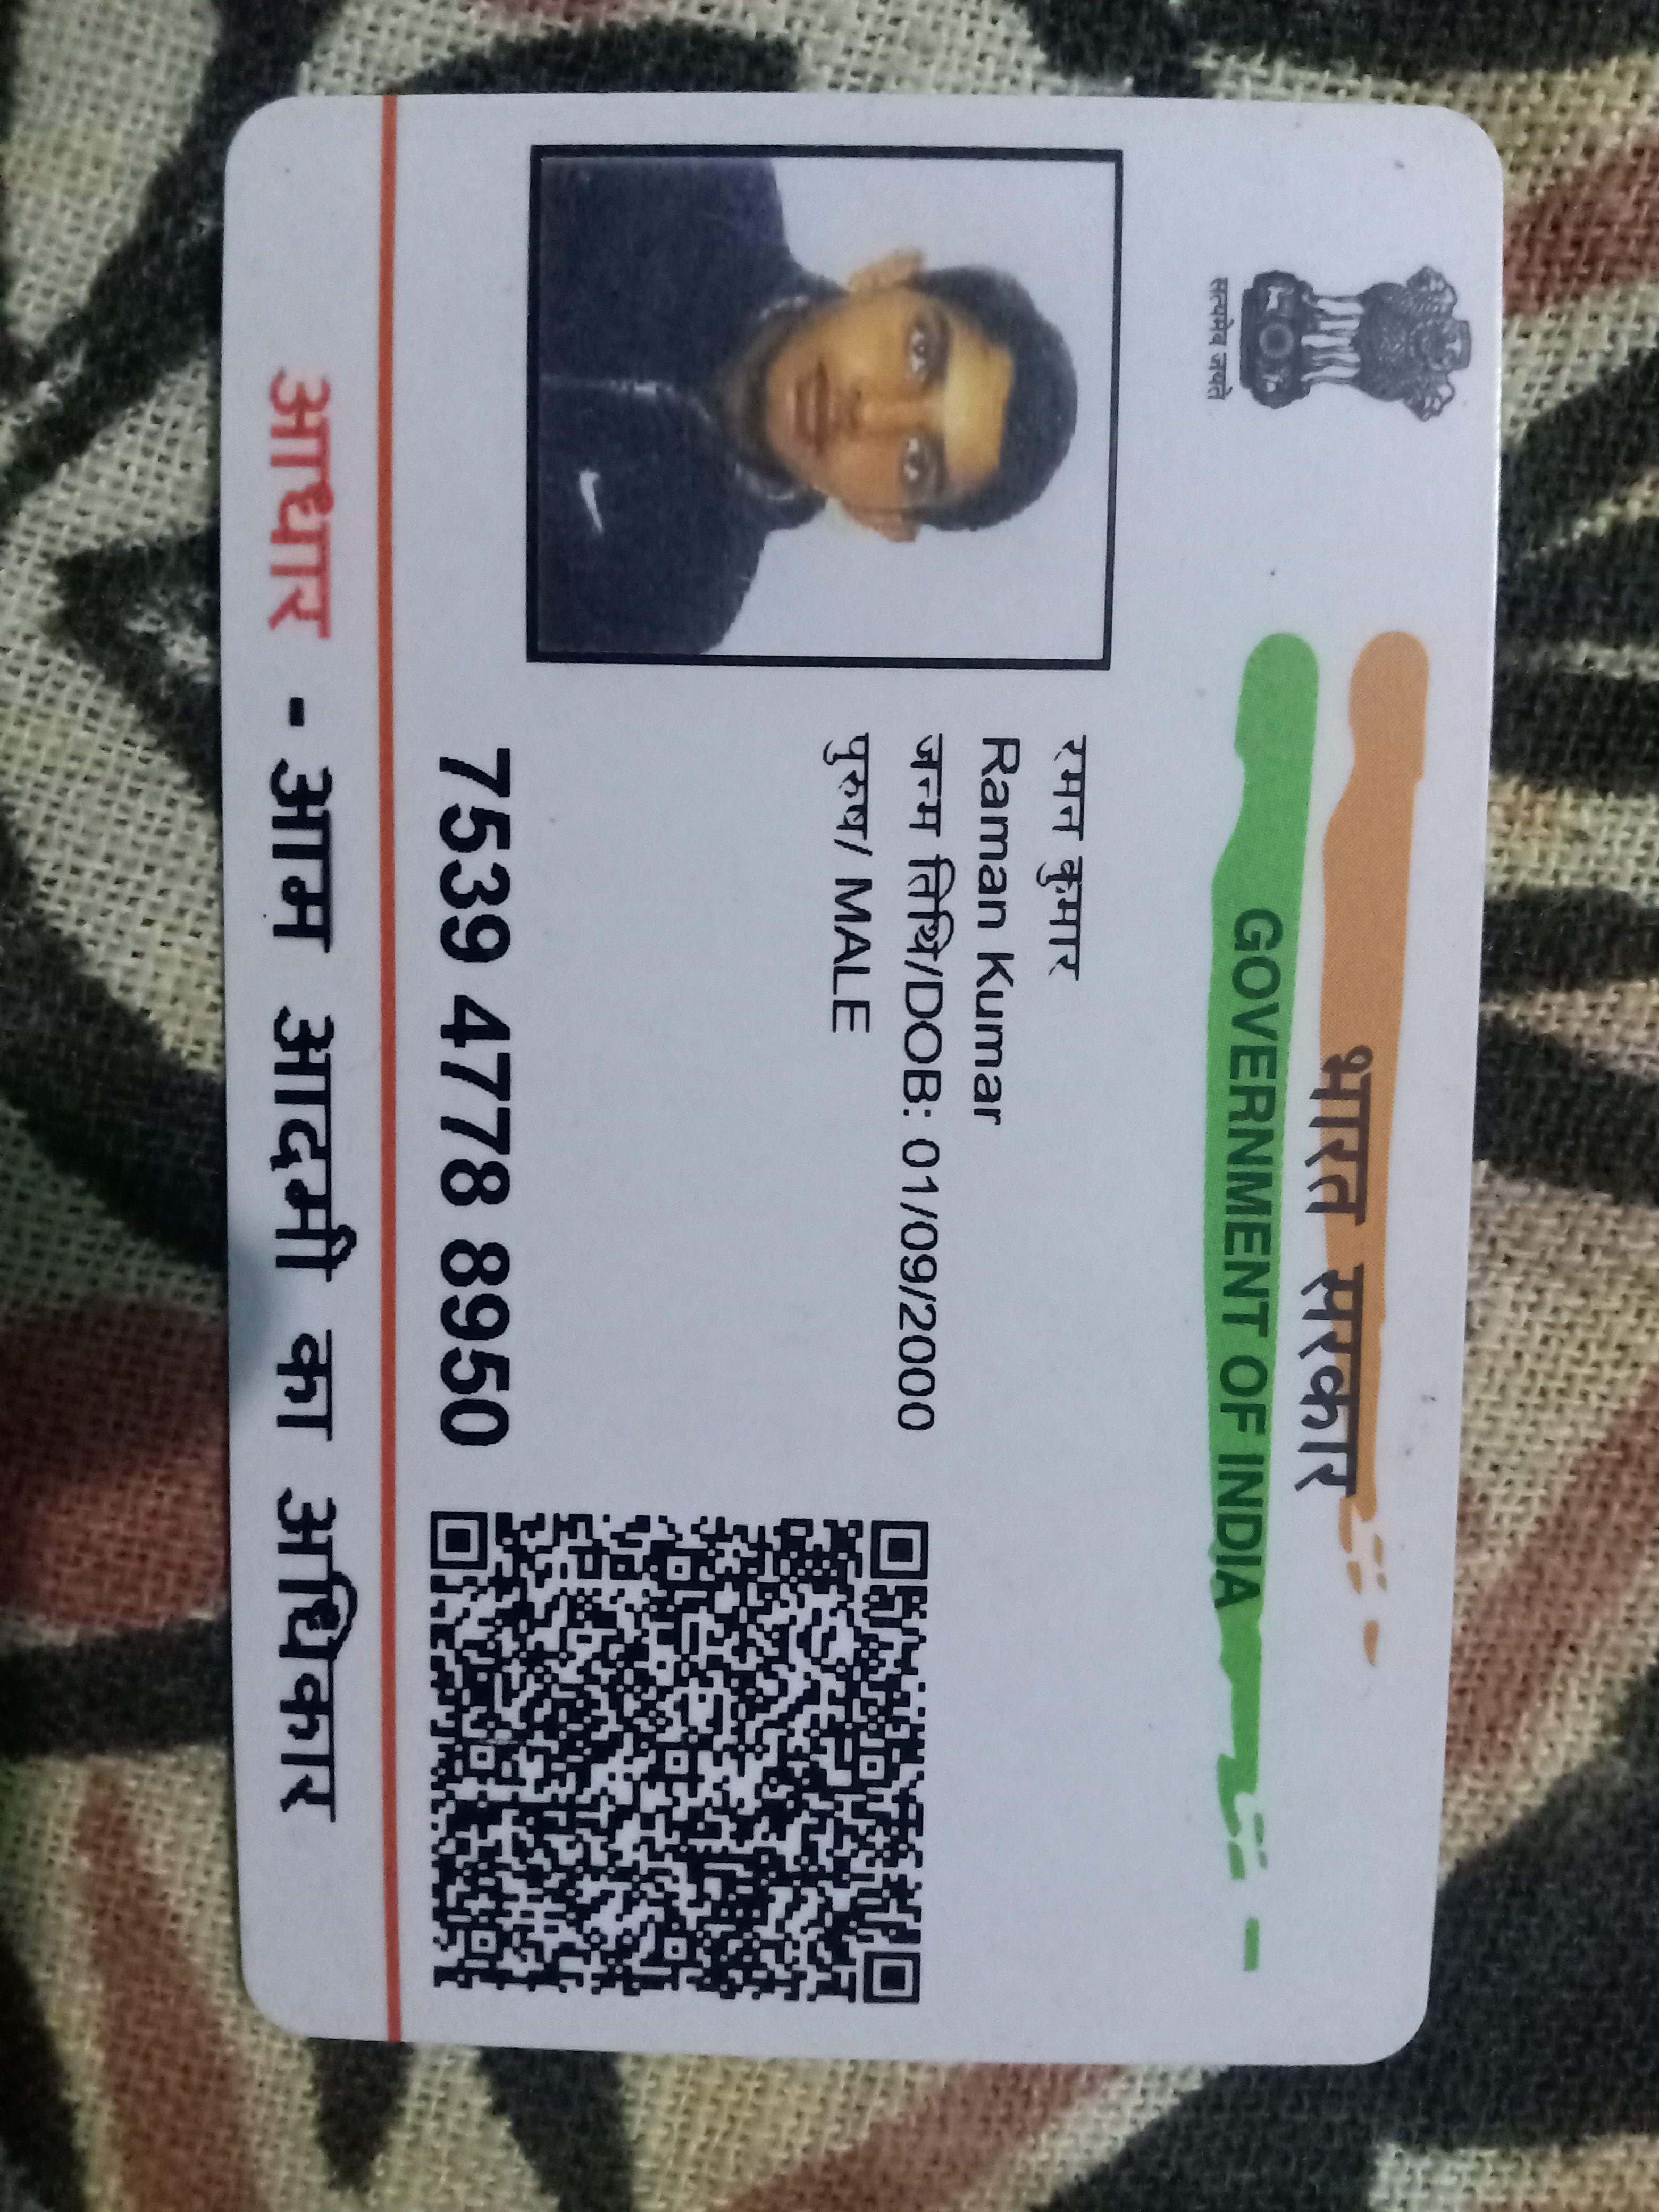 भारत सरकार
GOVERNMENT OF INDIA
सत्यमेव जयते
रमन कुमार
Raman Kumar
जन्म तिथि/DOB: 01/09/2000
पुरुष/ MALE
7539 4778 8950
आधार - आम आदमी का अधिकार